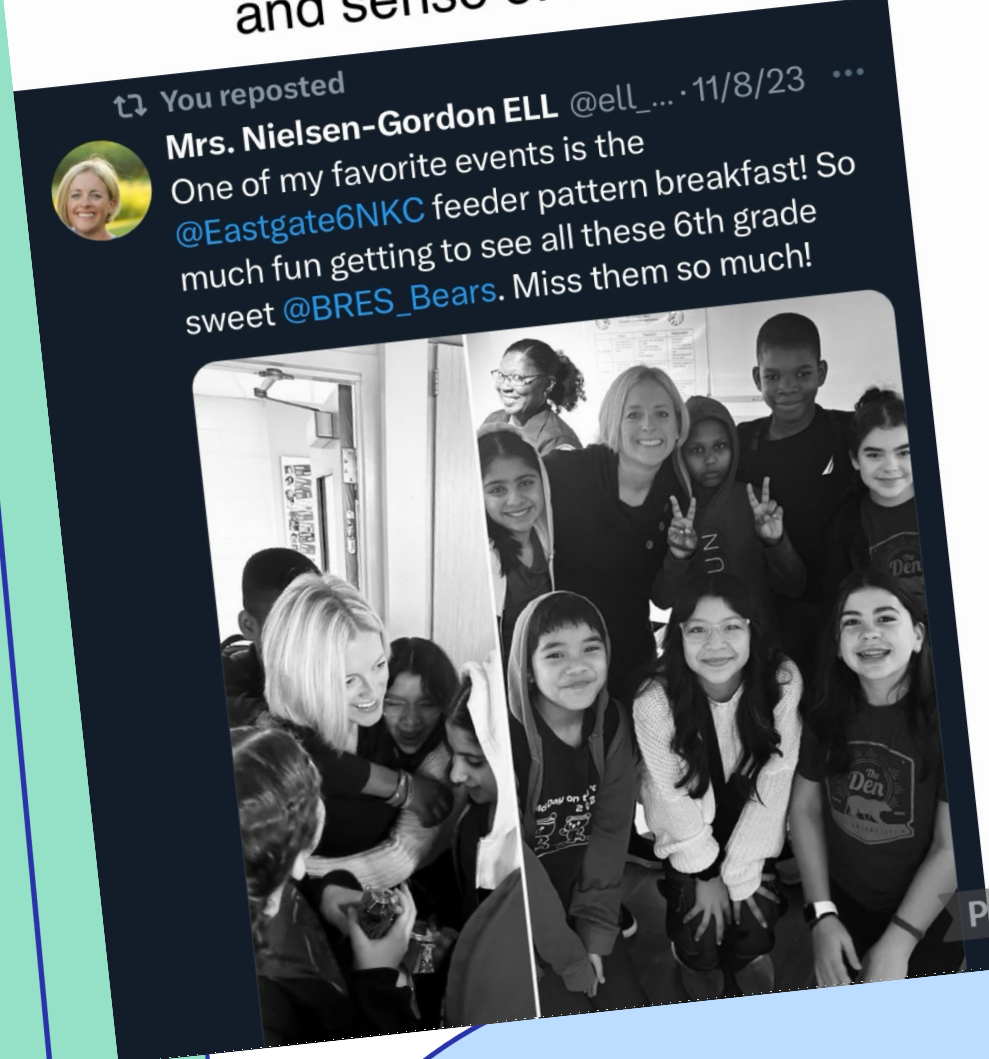 and sense
You reposted
Mrs. Nielsen-Gordon ELL @ell_... · 11/8/23 ...
One of my favorite events is the
@Eastgate6NKC feeder pattern breakfast! So
much fun getting to see all these 6th grade
sweet @BRES_Bears. Miss them so much!
UN
Den
The
Den
P